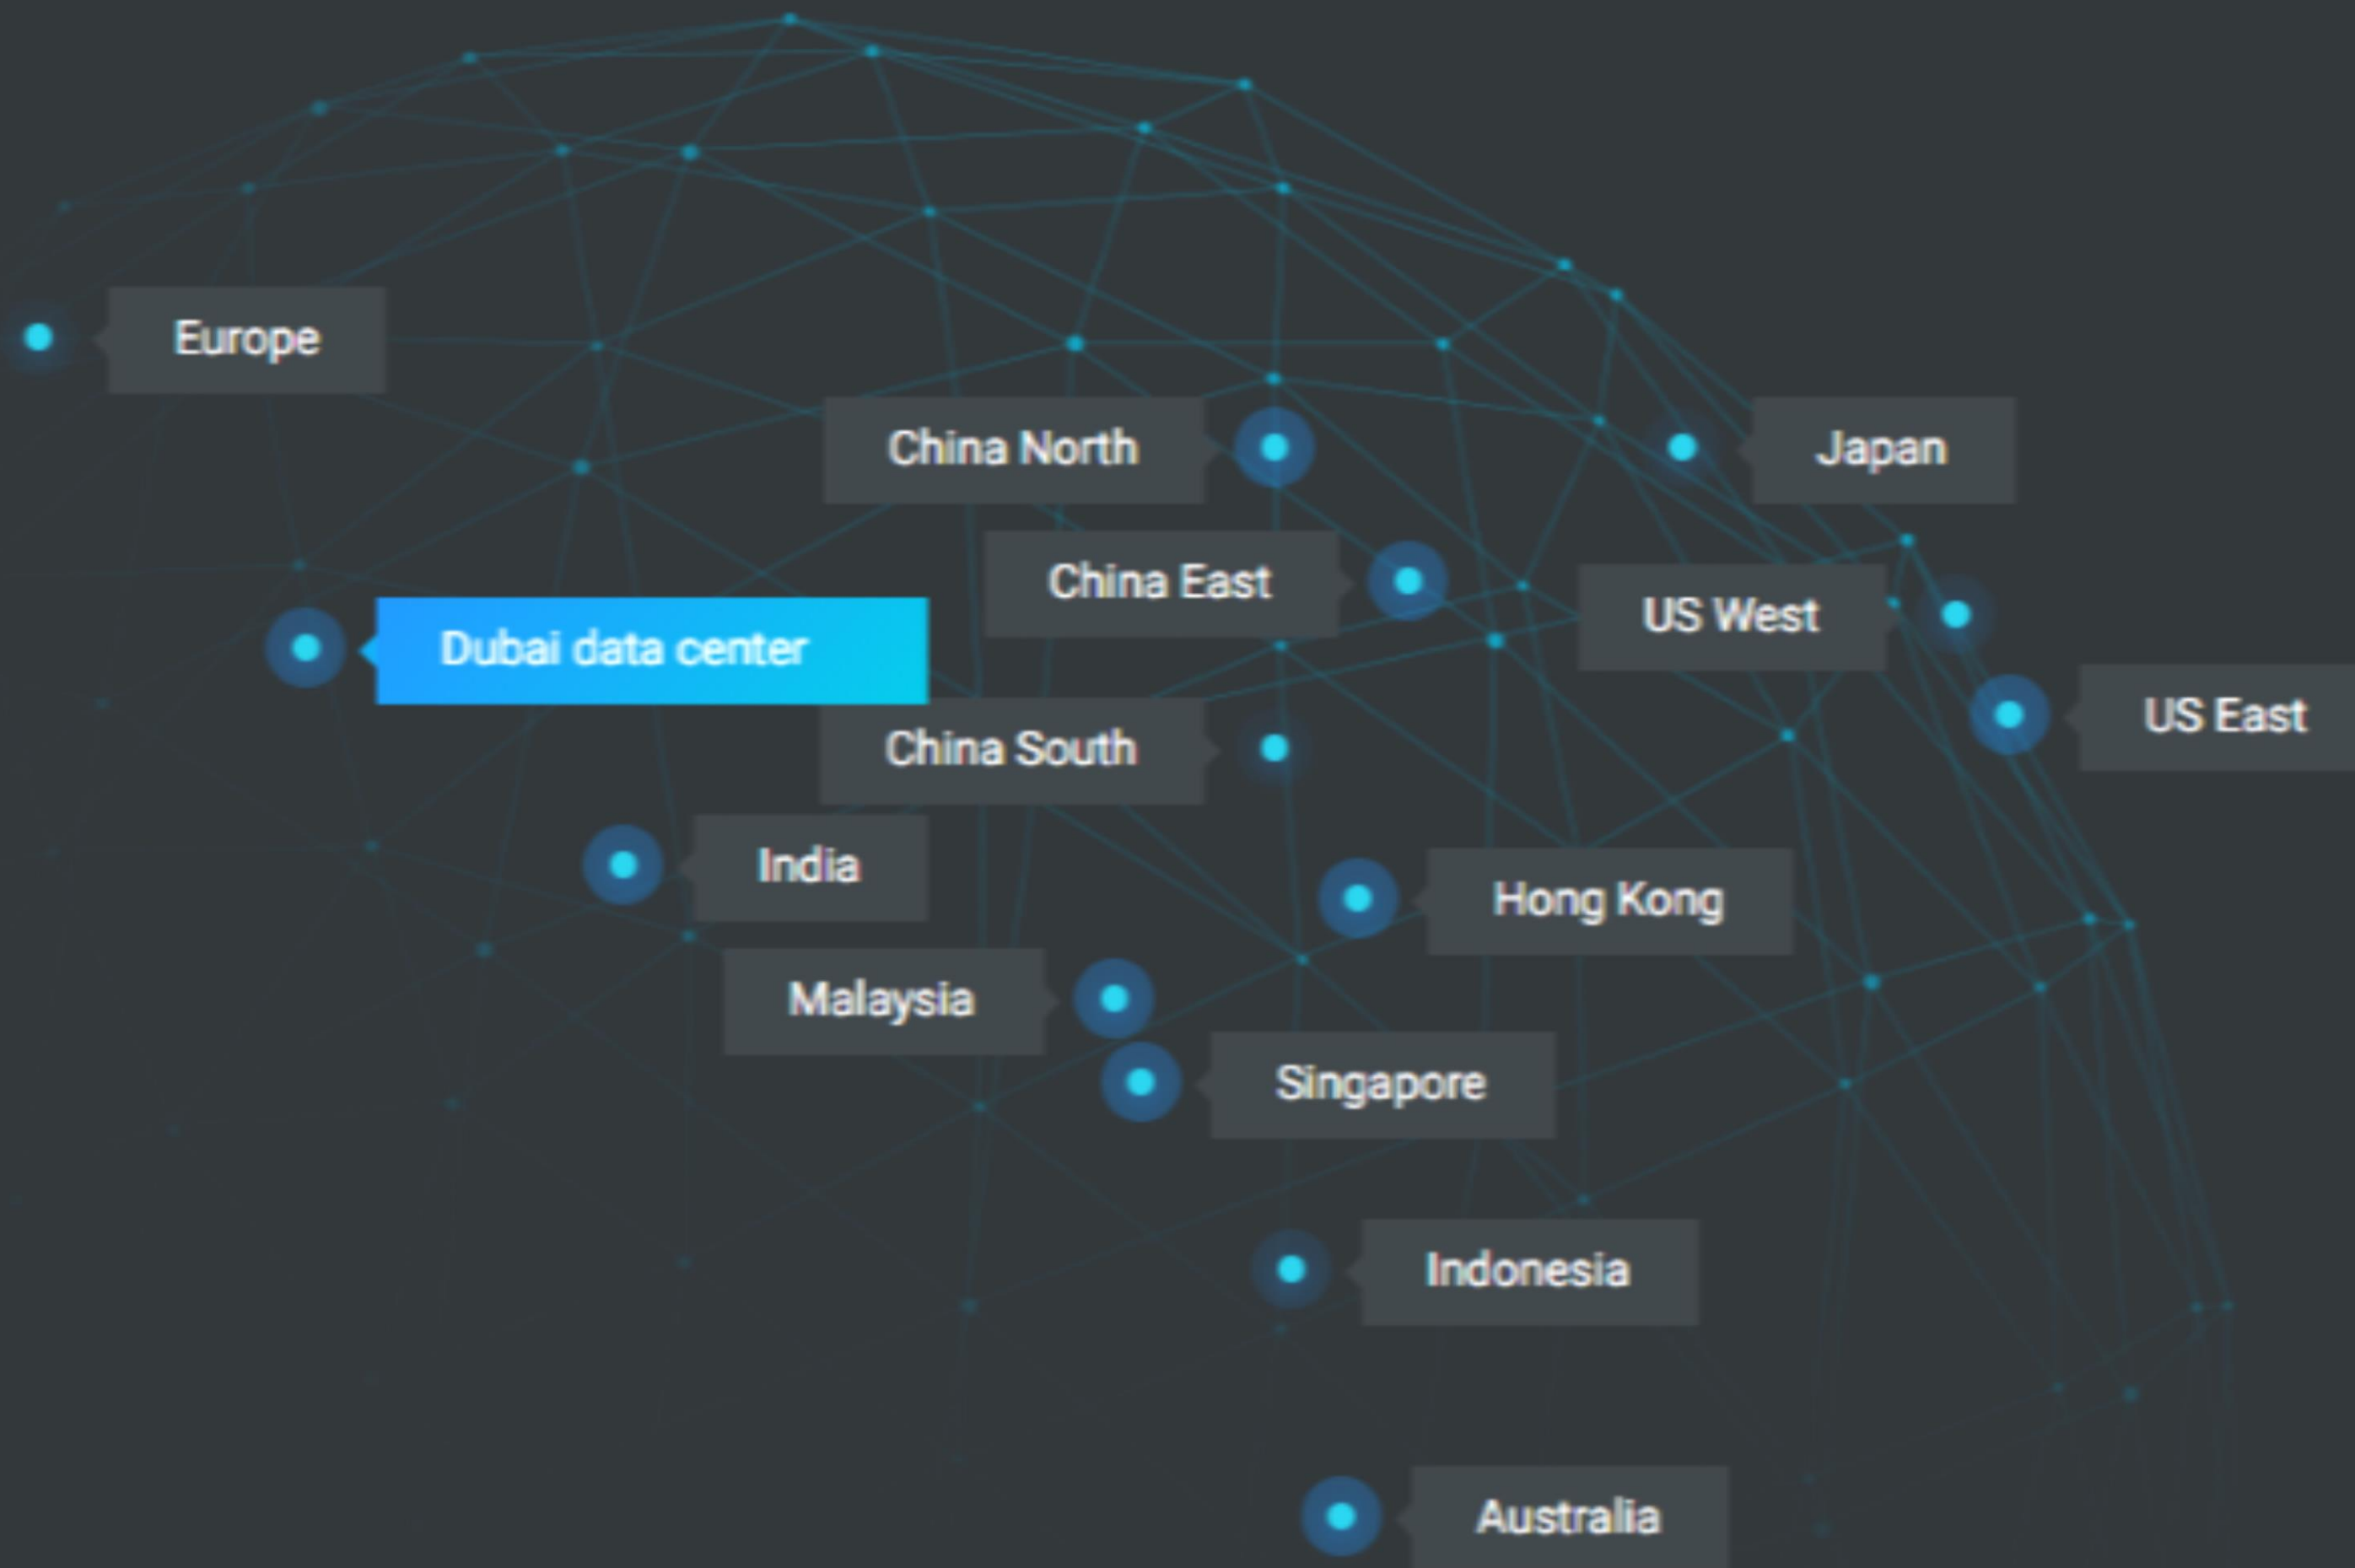 Europe
China North
Japan
China East
US West
Dubai data center
US East
China South
India
Hong Kong
Malaysia
Singapore
Indonesia
Australia